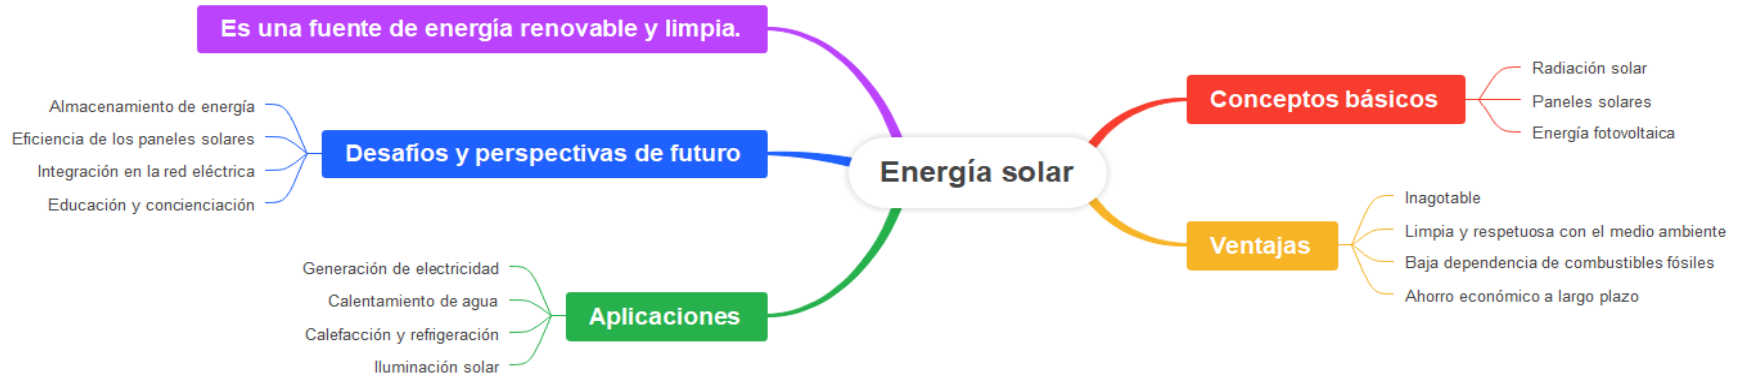 Energía solar
Es una fuente de energía renovable y limpia.
Desafíos y perspectivas de futuro
Almacenamiento de energía
Eficiencia de los paneles solares
Integración en la red eléctrica
Educación y concienciación
Aplicaciones
Generación de electricidad
Calentamiento de agua
Calefacción y refrigeración
Iluminación solar
Conceptos básicos
Radiación solar
Paneles solares
Energía fotovoltaica
Ventajas
Inagotable
Limpia y respetuosa con el medio ambiente
Baja dependencia de combustibles fósiles
Ahorro económico a largo plazo